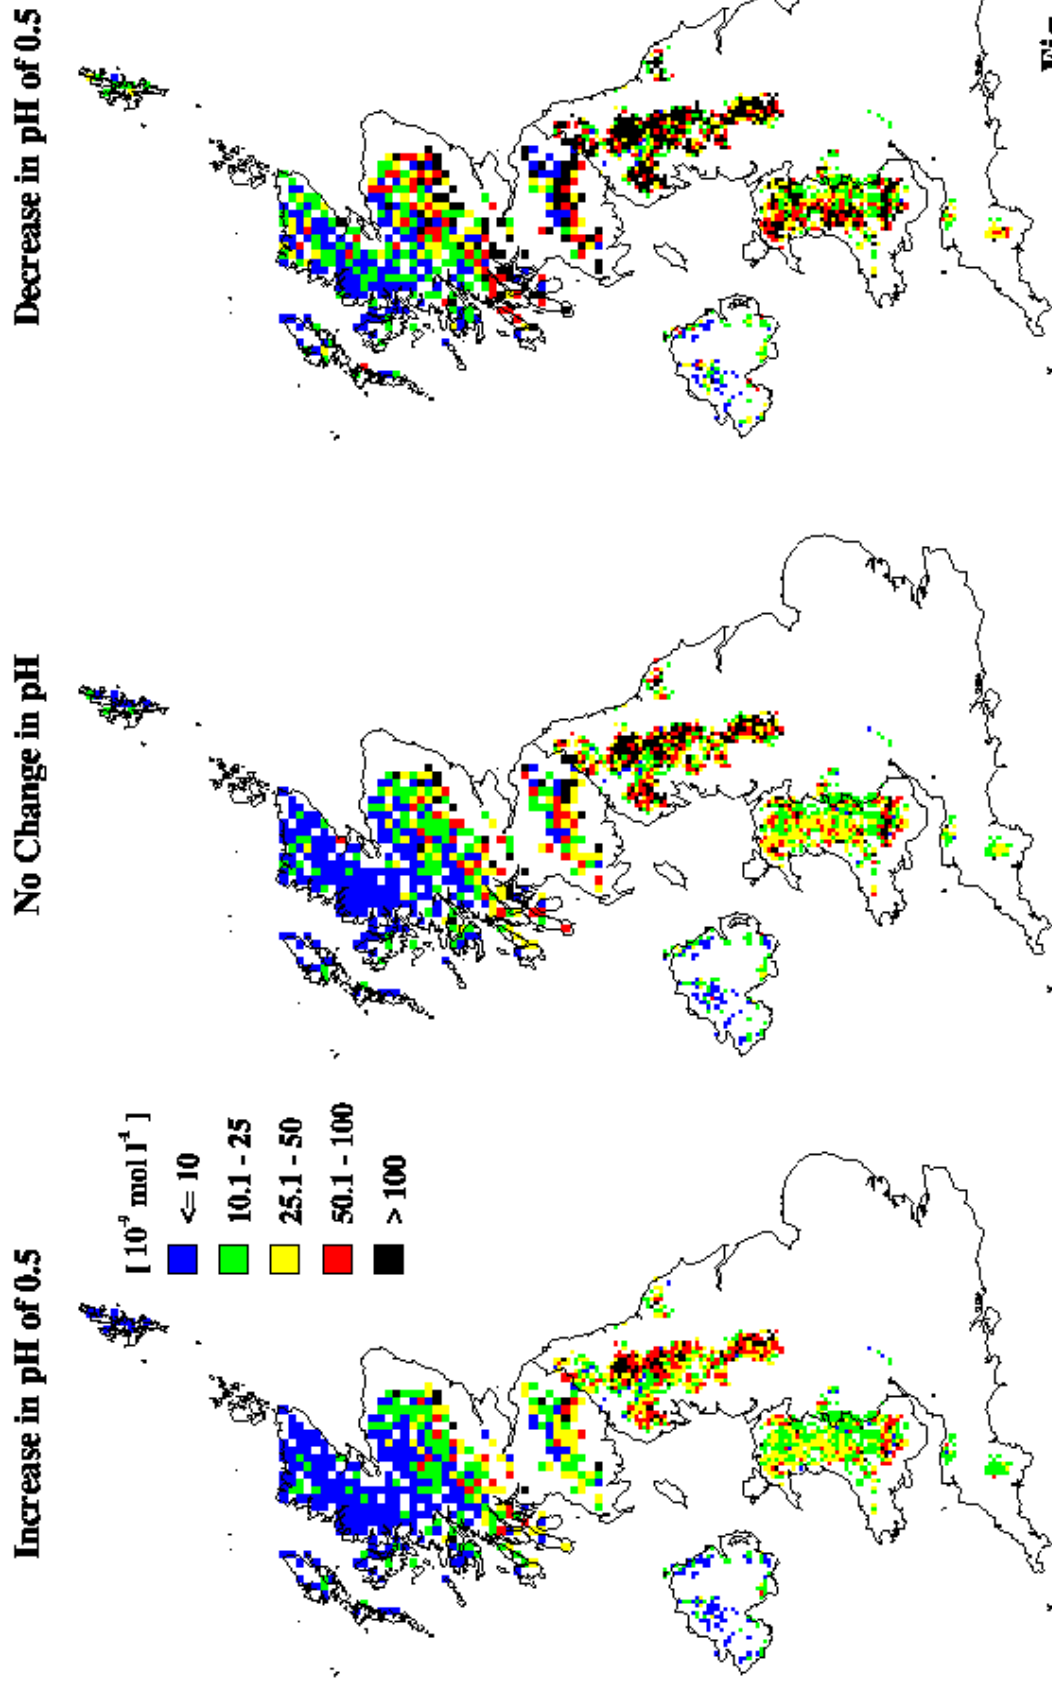 Increase in pH of 0.5
No Change in pH
Decrease in pH of 0.5
[ 10⁻⁹ mol l⁻¹ ]
<= 10
10.1 - 25
25.1 - 50
50.1 - 100
> 100
Fig